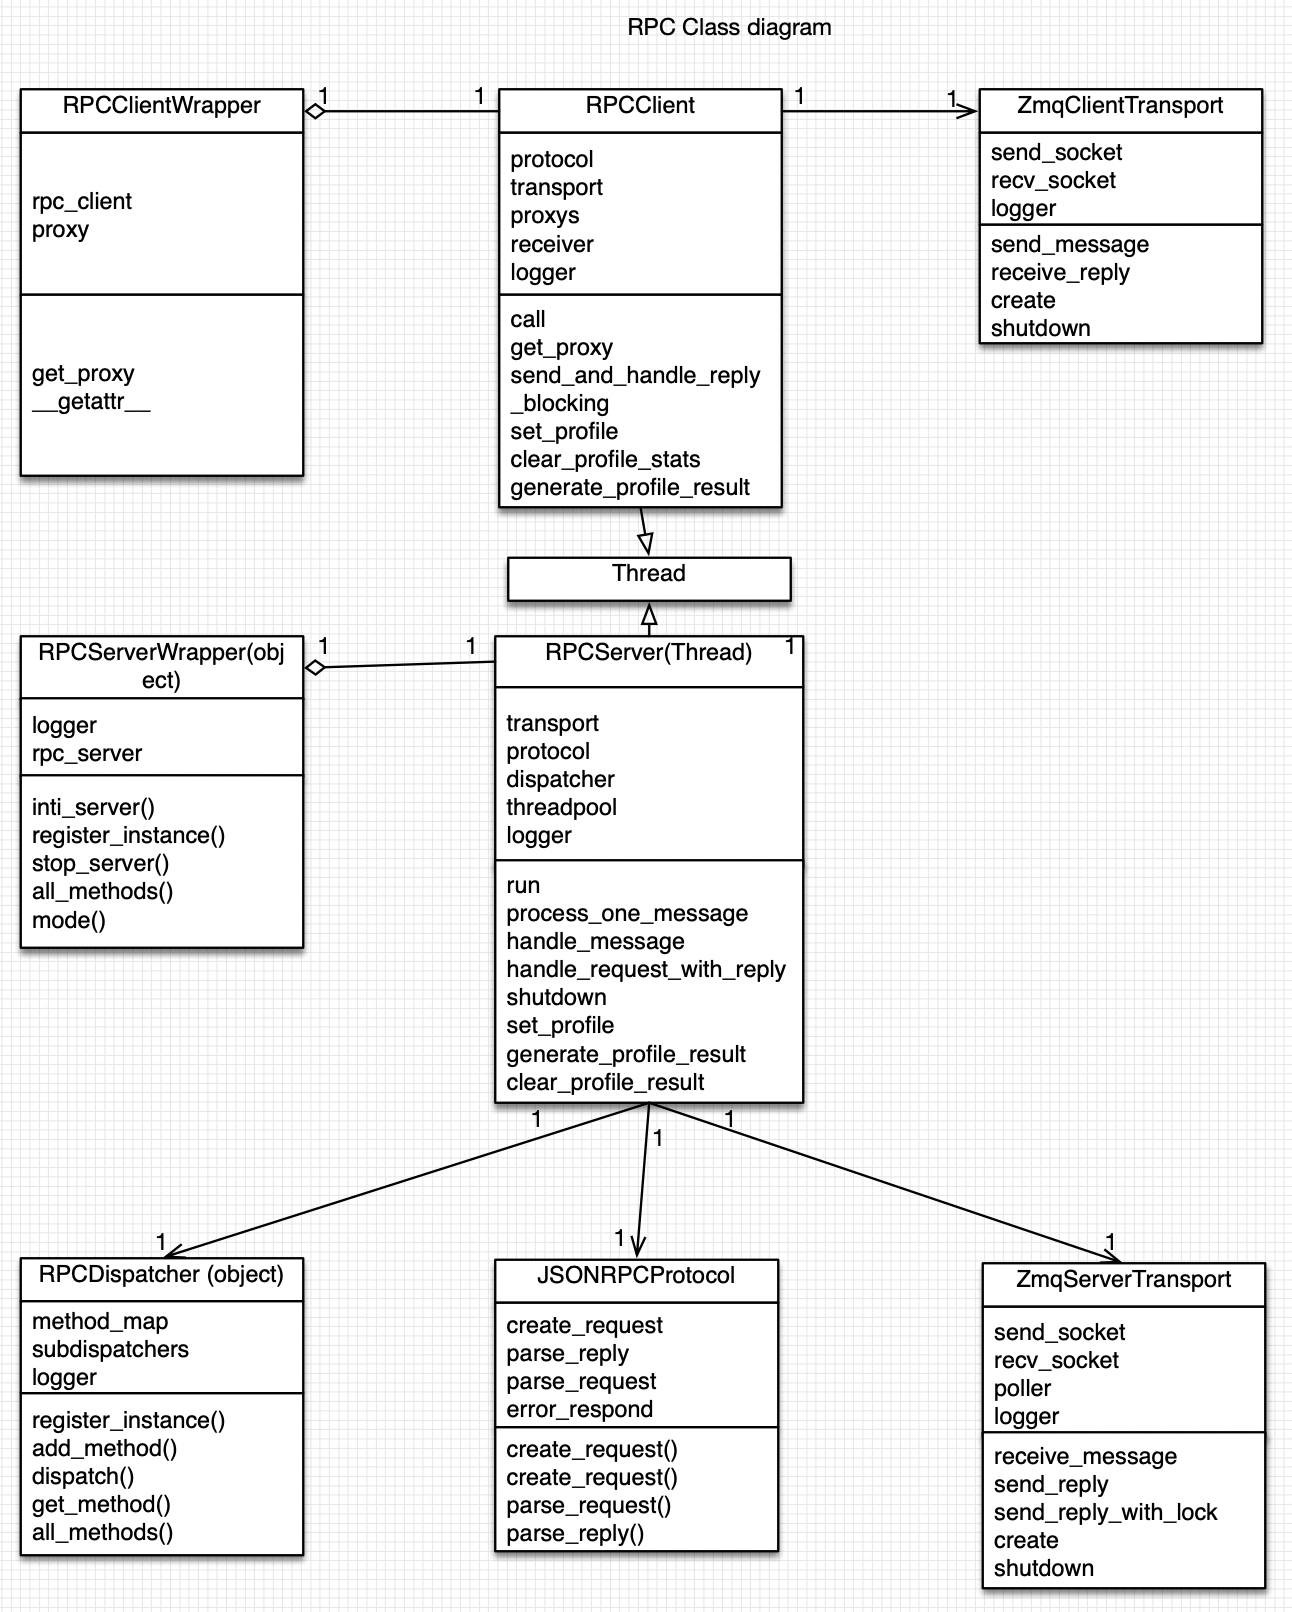 RPC Class diagram
RPCClientWrapper
rpc_client
proxy
get_proxy
__getattr__
1
1
RPCClient
protocol
transport
proxys
receiver
logger
call
get_proxy
send_and_handle_reply
_blocking
set_profile
clear_profile_stats
generate_profile_result
1
1
ZmqClientTransport
send_socket
recv_socket
logger
send_message
receive_reply
create
shutdown
Thread
RPCServerWrapper(obj
ect)
logger
rpc_server
inti_server()
register_instance()
stop_server()
all_methods()
mode()
1
1
RPCServer(Thread)
1
transport
protocol
dispatcher
threadpool
logger
run
process_one_message
handle_message
handle_request_with_reply
shutdown
set_profile
generate_profile_result
clear_profile_result
1
1
1
1
1
1
RPCDispatcher (object)
method_map
subdispatchers
logger
register_instance()
add_method()
dispatch()
get_method()
all_methods()
JSONRPCProtocol
create_request
parse_reply
parse_request
error_respond
create_request()
create_request()
parse_request()
parse_reply()
ZmqServerTransport
send_socket
recv_socket
poller
logger
receive_message
send_reply
send_reply_with_lock
create
shutdown